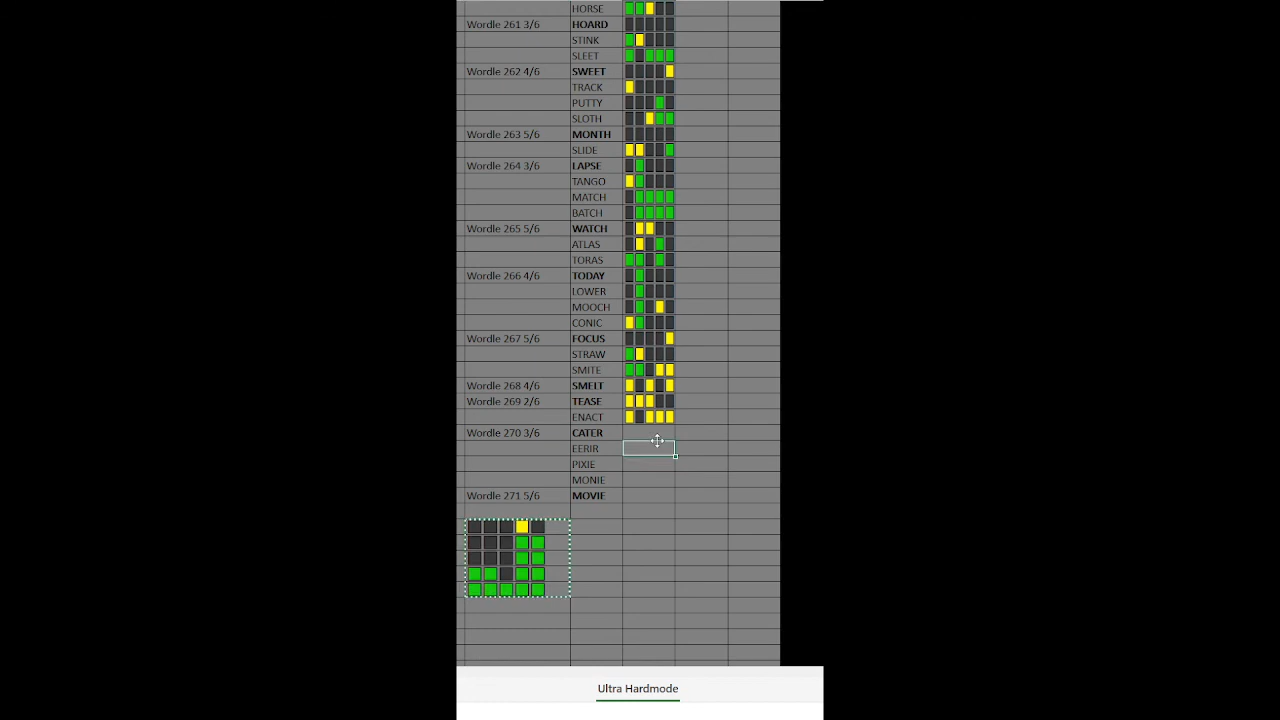 HORSE
Wordle 261 3/6 HOARD
STINK
SLEET
Wordle 262 4/6 SWEET
TRACK
PUTTY
SLOTH
Wordle 263 5/6 MONTH
SLIDE
Wordle 264 3/6 LAPSE
TANGO
MATCH
BATCH
Wordle 265 5/6 WATCH
ATLAS
TORAS
Wordle 266 4/6 TODAY
LOWER
MOOCH
CONIC
Wordle 267 5/6 FOCUS
STRAW
SMITE
Wordle 268 4/6 SMELT
Wordle 269 2/6 TEASE
ENACT
Wordle 270 3/6 CATER
EERIR
PIXIE
MONIE
Wordle 271 5/6 MOVIE
Ultra Hardmode